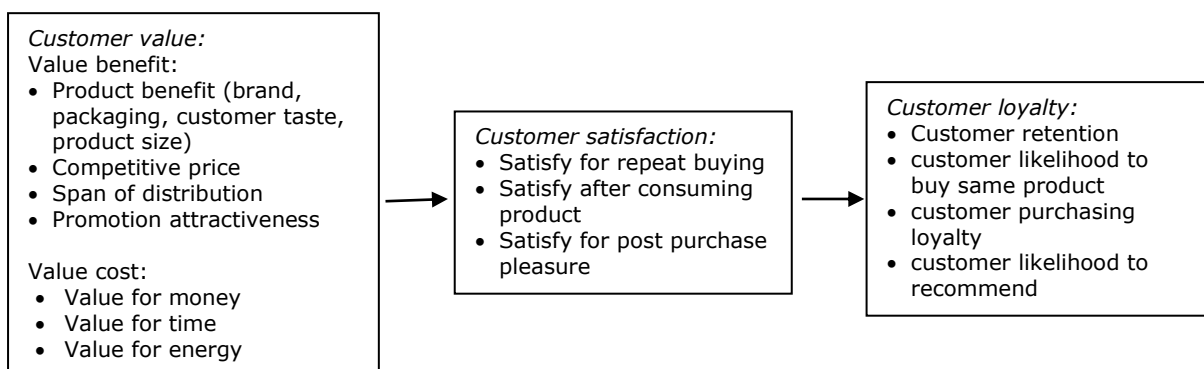 Customer value:
Value benefit:
• Product benefit (brand,
packaging, customer taste,
product size)
• Competitive price
• Span of distribution
• Promotion attractiveness
Value cost:
• Value for money
• Value for time
• Value for energy
Customer satisfaction:
• Satisfy for repeat buying
• Satisfy after consuming
product
• Satisfy for post purchase
pleasure
Customer loyalty:
• Customer retention
• customer likelihood to
buy same product
• customer purchasing
loyalty
• customer likelihood to
recommend